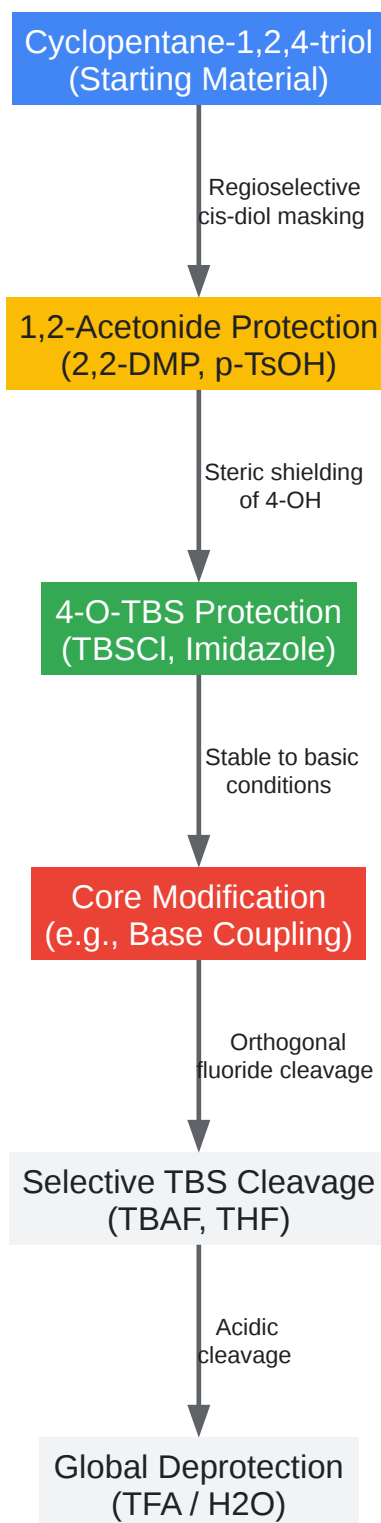 Cyclopentane-1,2,4-triol
(Starting Material)
Regioselective
cis-diol masking
1,2-Acetonide Protection
(2,2-DMP, p-TsOH)
Steric shielding
of 4-OH
4-O-TBS Protection
(TBSCl, Imidazole)
Stable to basic
conditions
Core Modification
(e.g., Base Coupling)
Orthogonal
fluoride cleavage
Selective TBS Cleavage
(TBAF, THF)
Acidic
cleavage
Global Deprotection
(TFA / H2O)